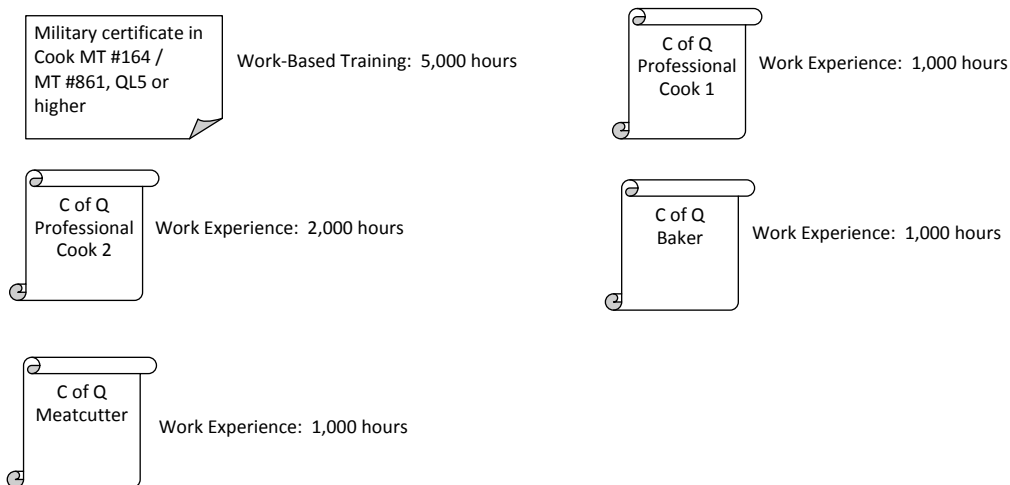 Military certificate in
Cook MT #164 /
MT #861, QL5 or
higher
Work-Based Training: 5,000 hours
C of Q
Professional
Cook 1
Work Experience: 1,000 hours
C of Q
Professional
Cook 2
Work Experience: 2,000 hours
C of Q
Baker
Work Experience: 1,000 hours
C of Q
Meatcutter
Work Experience: 1,000 hours